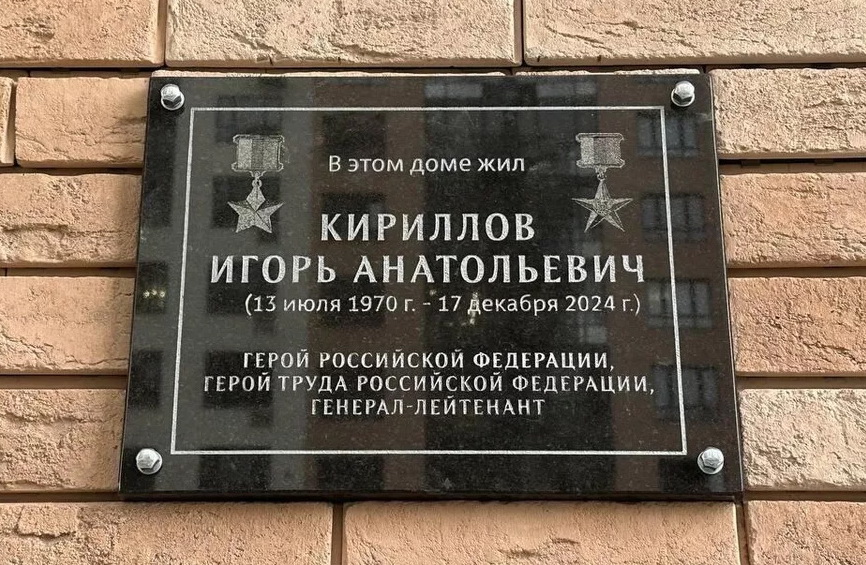 В этом доме жил
КИРИЛЛОВ
ИГОРЬ АНАТОЛЬЕВИЧ
(13 июля 1970 г. - 17 декабря 2024 г.)
ГЕРОЙ РОССИЙСКОЙ ФЕДЕРАЦИИ,
ГЕРОЙ ТРУДА РОССИЙСКОЙ ФЕДЕРАЦИИ,
ГЕНЕРАЛ-ЛЕЙТЕНАНТ